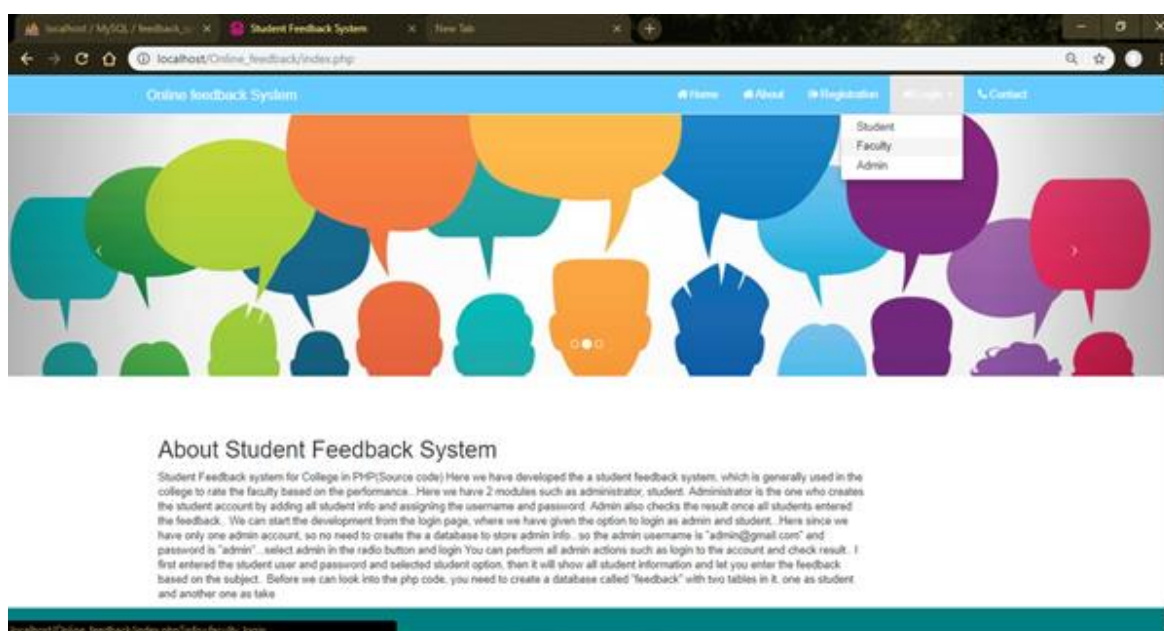 localhost / MySQL / feedback_s
Student Feedback System
New Tab
localhost/Online_feedback/index.php
Online feedback System
Home
About
Registration
Login
Contact
Student
Faculty
Admin
About Student Feedback System
Student Feedback system for College in PHP(Source code) Here we have developed the a student feedback system, which is generally used in the
college to rate the faculty based on the performance...Here we have 2 modules such as administrator, student. Administrator is the one who creates
the student account by adding all student info and assigning the username and password. Admin also checks the result once all students entered
the feedback.. We can start the development from the login page, where we have given the option to login as admin and student...Here since we
have only one admin account, so no need to create the a database to store admin info.. so the admin username is "admin@gmail.com" and
password is "admin"...select admin in the radio button and login You can perform all admin actions such as login to the account and check result.. I
first entered the student user and password and selected student option, then it will show all student information and let you enter the feedback
based on the subject.. Before we can look into the php code, you need to create a database called "feedback" with two tables in it. one as student
and another one as take
localhost/Online_feedback/index.php?info=faculty_login